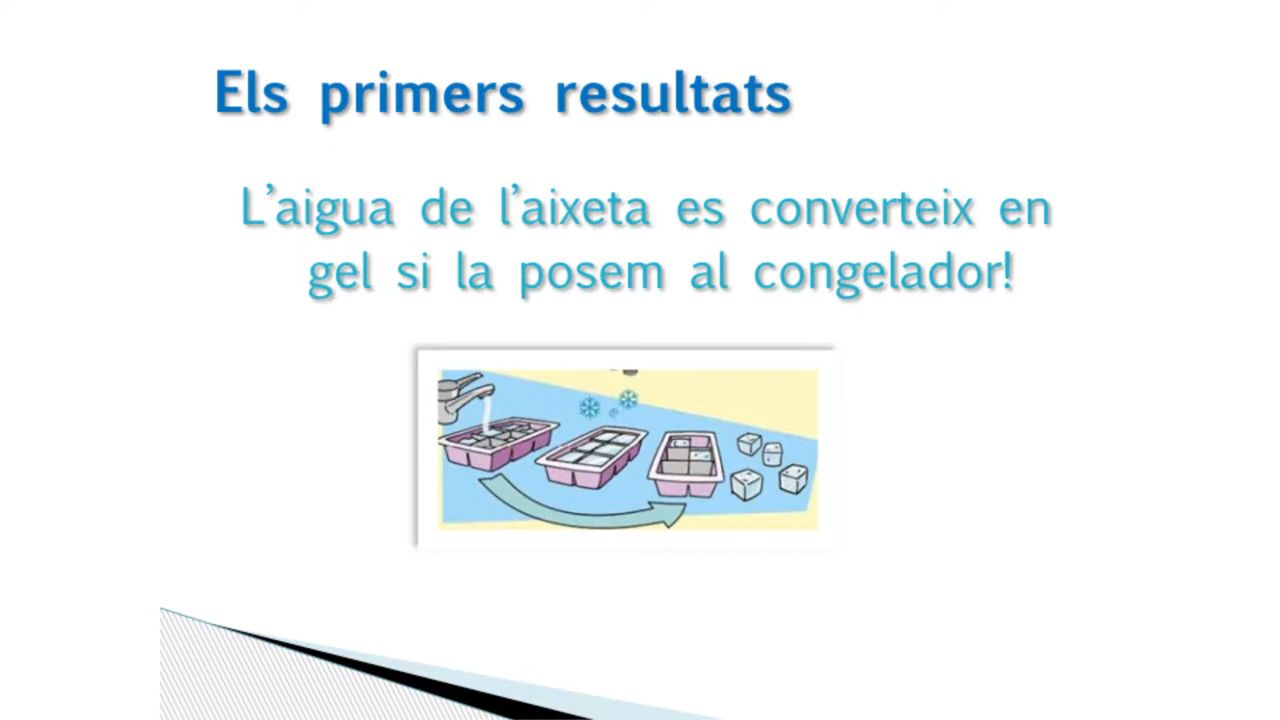 Els primers resultats
L'aigua de l'aixeta es converteix en
gel si la posem al congelador!